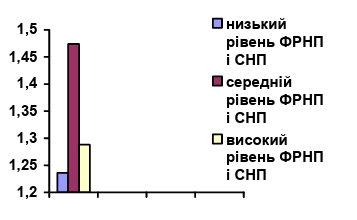 1,5
1,45
1,4
1,35
1,3
1,25
1,2
низький
рівень ФРНП
і СНП
середній
рівень ФРНП
і СНП
високий
рівень ФРНП
і СНП